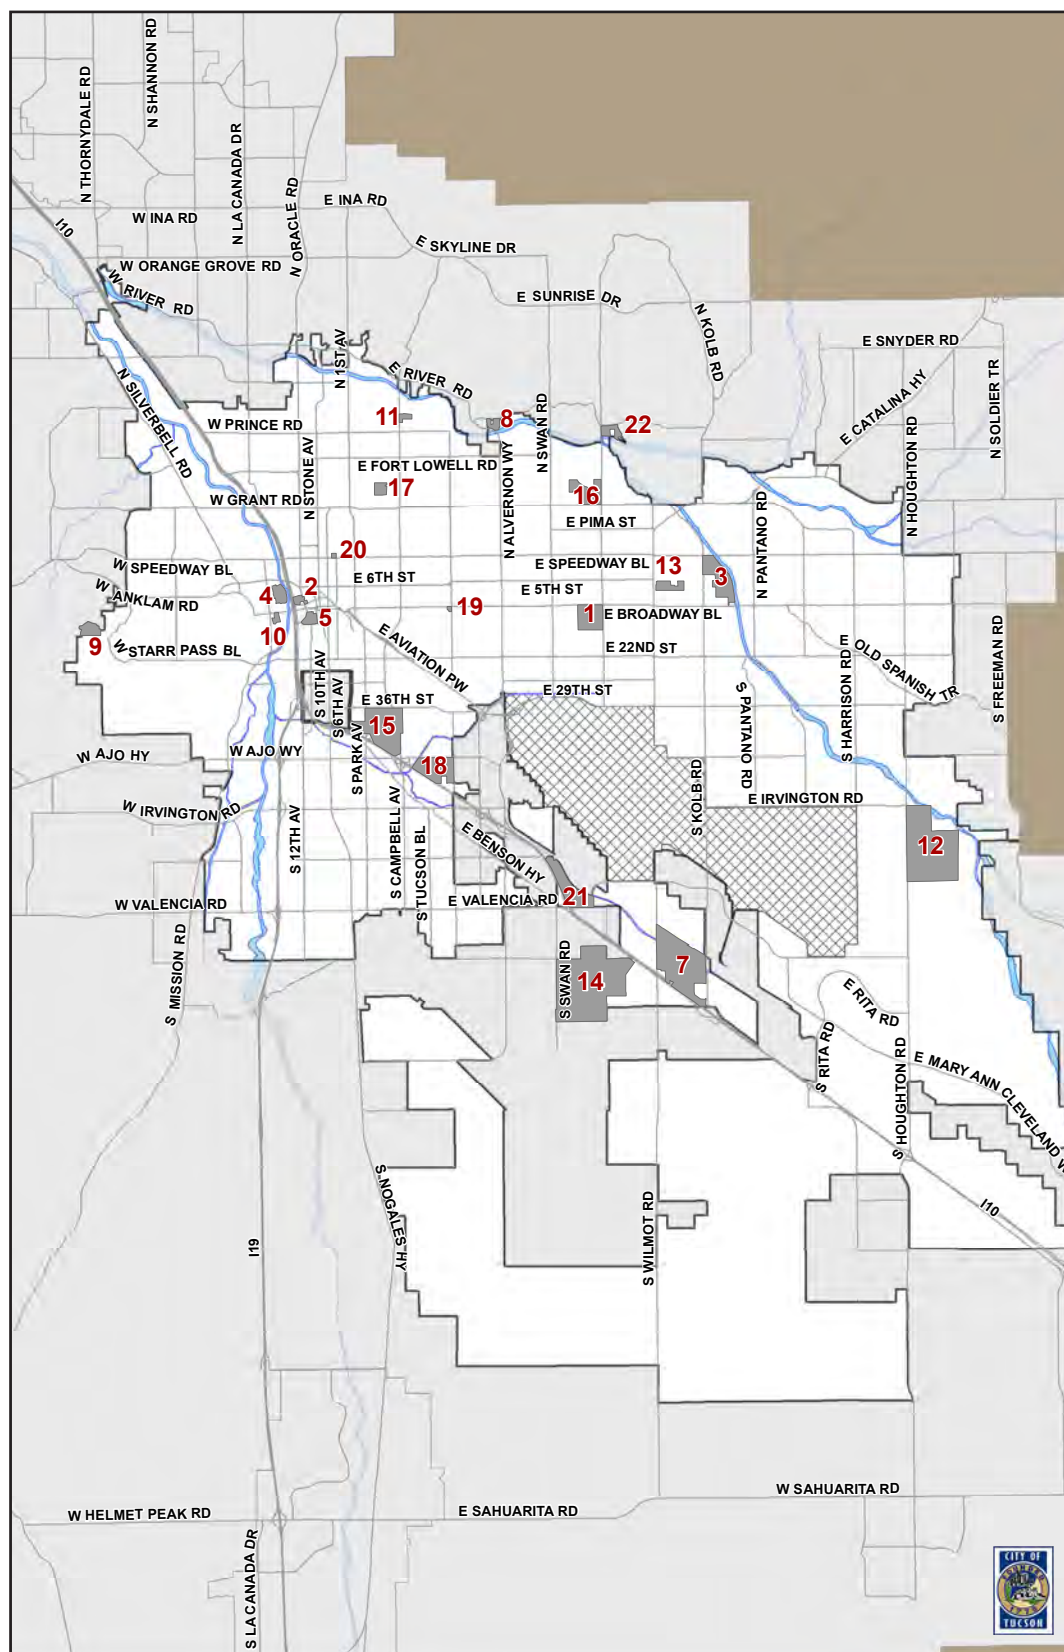 N THORNYDALE RD
N SHANNON RD
N LA CANADA DR
N ORACLE RD
I10
W INA RD
E INA RD
E SKYLINE DR
W ORANGE GROVE RD
W RIVER RD
E SUNRISE DR
N KOLB RD
E SNYDER RD
N 1ST AV
E RIVER RD
N SILVERBELL RD
N SWAN RD
E CATALINA HY
N SOLDIER TR
N HOUGHTON RD
11
8
22
W PRINCE RD
N STONE AV
N ALVERNON WY
E FORT LOWELL RD
17
16
W GRANT RD
N PANTANO RD
E PIMA ST
20
W SPEEDWAY BL
E SPEEDWAY BL
13
3
E 6TH ST
E 5TH ST
W ANKLAM RD
4
2
19
1
E BROADWAY BL
5
10
9
W STARR PASS BL
E AVIATION PW
E 22ND ST
E OLD SPANISH TR
S FREEMAN RD
S 10TH AV
S 6TH AV
E 36TH ST
E 29TH ST
S PANTANO RD
S HARRISON RD
15
S PARK AV
W AJO HY
W AJO WY
18
S KOLB RD
E IRVINGTON RD
W IRVINGTON RD
S 12TH AV
S CAMPBELL AV
S TUCSON BL
E BENSON HY
12
W VALENCIA RD
E VALENCIA RD
21
S MISSION RD
S SWAN RD
14
7
E RITA RD
S RITA RD
S HOUGHTON RD
E MARY ANN CLEVELAND W
S NOGALES HY
S WILMOT RD
I10
I19
W HELMET PEAK RD
E SAHUARITA RD
W SAHUARITA RD
S LA CANADA DR
CITY OF
TUCSON